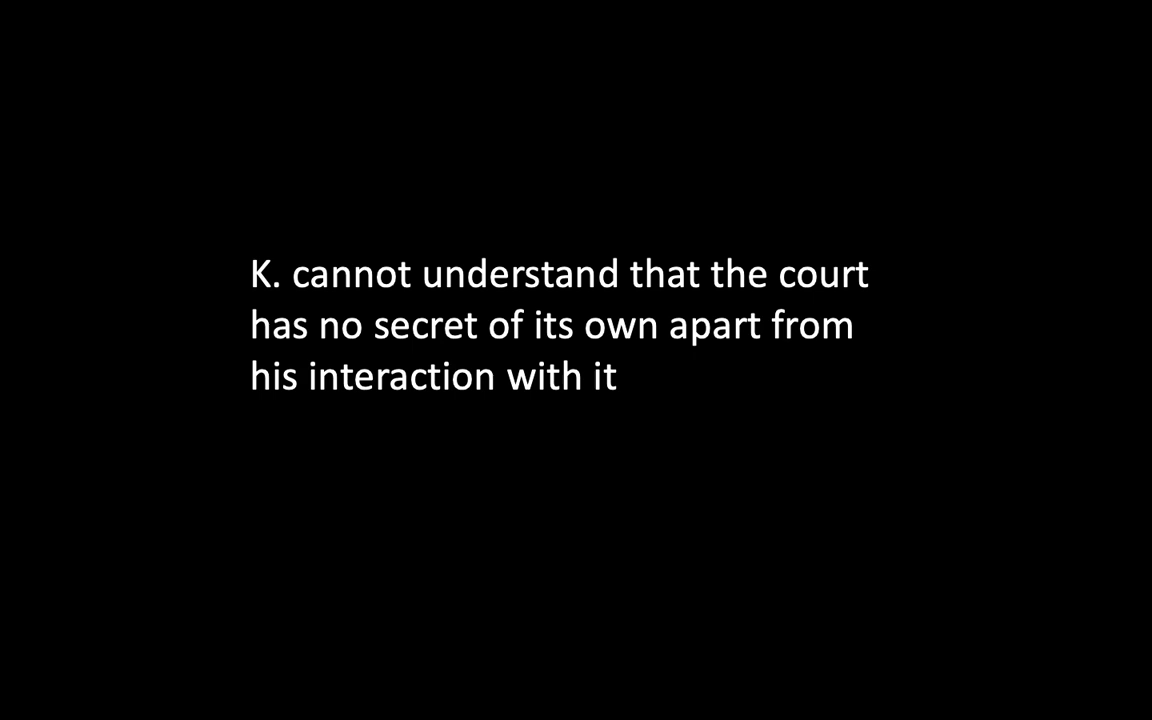 K. cannot understand that the court
has no secret of its own apart from
his interaction with it